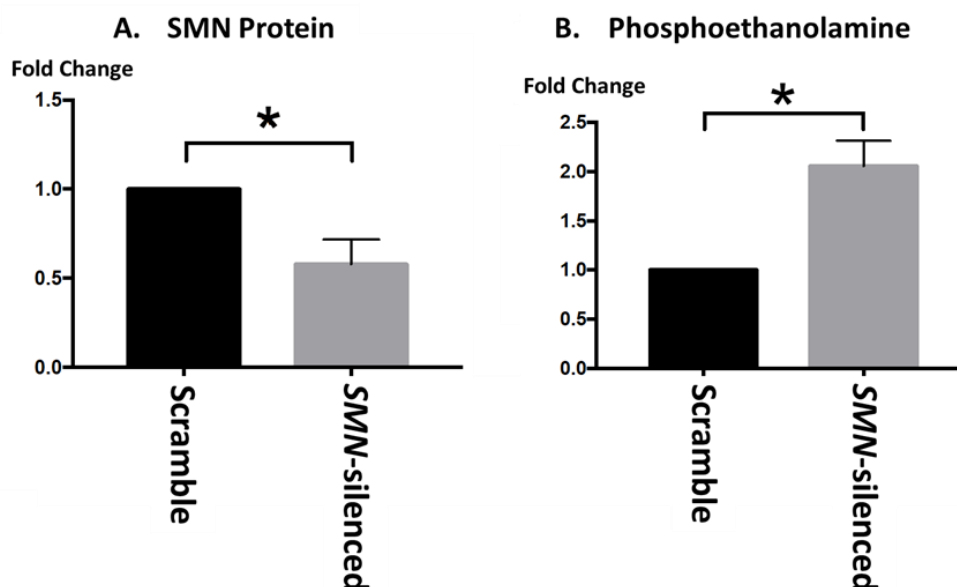 A. SMN Protein
Fold Change
1.5
*
1.0
0.5
0.0
Scramble
SMN-silenced
B. Phosphoethanolamine
Fold Change
*
2.5
2.0
1.5
1.0
0.5
0.0
Scramble
SMN-silenced